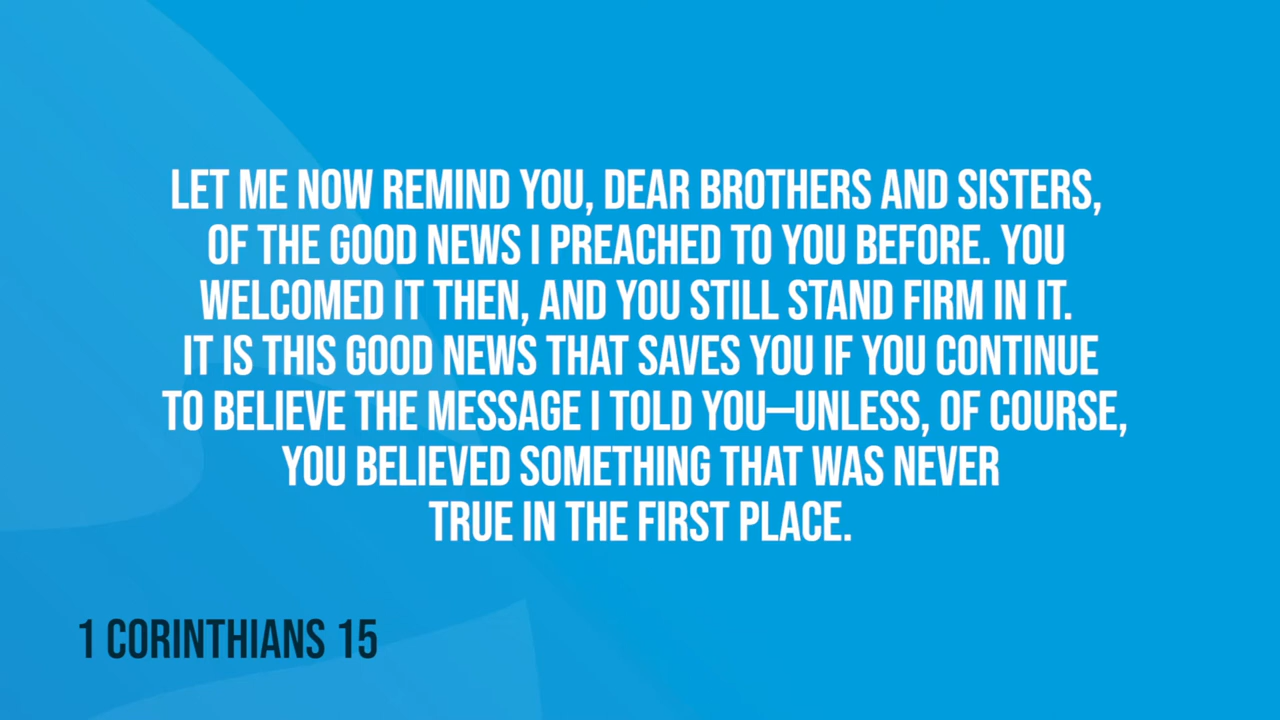 LET ME NOW REMIND YOU, DEAR BROTHERS AND SISTERS,
OF THE GOOD NEWS I PREACHED TO YOU BEFORE. YOU
WELCOMED IT THEN, AND YOU STILL STAND FIRM IN IT.
IT IS THIS GOOD NEWS THAT SAVES YOU IF YOU CONTINUE
TO BELIEVE THE MESSAGE I TOLD YOU—UNLESS, OF COURSE,
YOU BELIEVED SOMETHING THAT WAS NEVER
TRUE IN THE FIRST PLACE.
1 CORINTHIANS 15